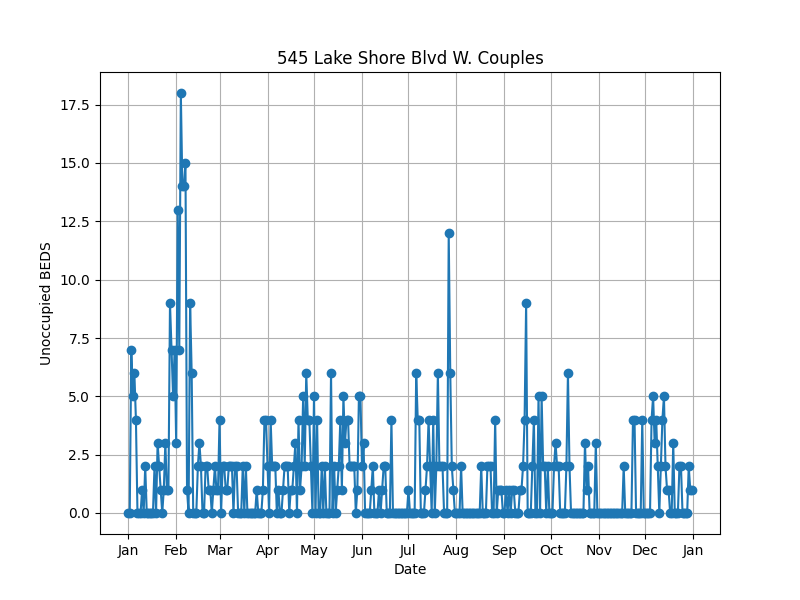 545 Lake Shore Blvd W. Couples
Unoccupied BEDS
17.5
15.0
12.5
10.0
7.5
5.0
2.5
0.0
Jan Feb Mar Apr May Jun Jul Aug Sep Oct Nov Dec Jan
Date